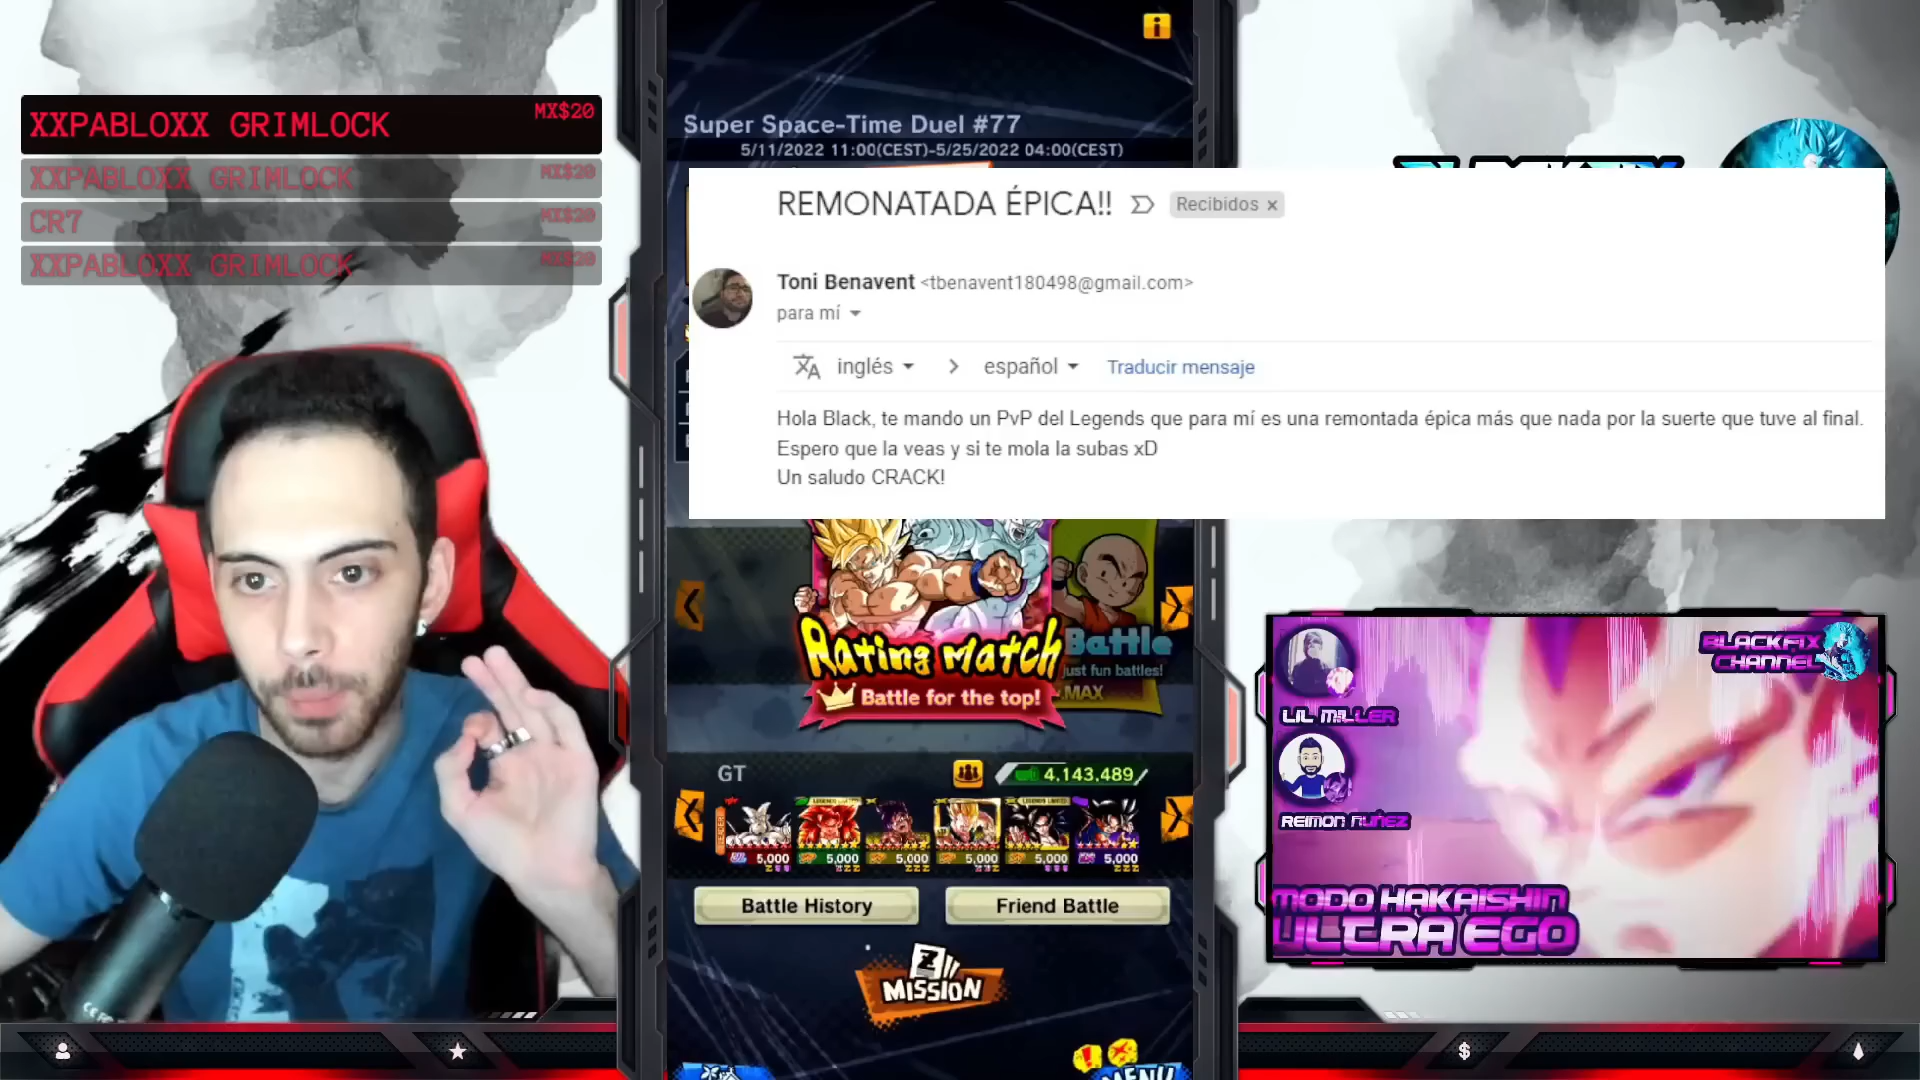 XXPABLOXX GRIMLOCK MX$20
XXPABLOXX GRIMLOCK MX$20
CR7 MX$20
XXPABLOXX GRIMLOCK MX$20
Super Space-Time Duel #77
5/11/2022 11:00(CEST)-5/25/2022 04:00(CEST)
REMONATADA ÉPICA!! Recibidos ×
Toni Benavent <tbenavent180498@gmail.com>
para mí
inglés > español Traducir mensaje
Hola Black, te mando un PvP del Legends que para mí es una remontada épica más que nada por la suerte que tuve al final.
Espero que la veas y si te mola la subas xD
Un saludo CRACK!
Rating Match
Battle for the top!
Battle
just fun battles!
MAX
GT 4,143,489
LEADER
5,000 5,000 5,000 5,000 5,000 5,000
Battle History Friend Battle
Z
MISSION
MENU
BLACKFIX
CHANNEL
LIL MILLER
REIMON NUÑEZ
MODO HAKAISHIN
ULTRA EGO